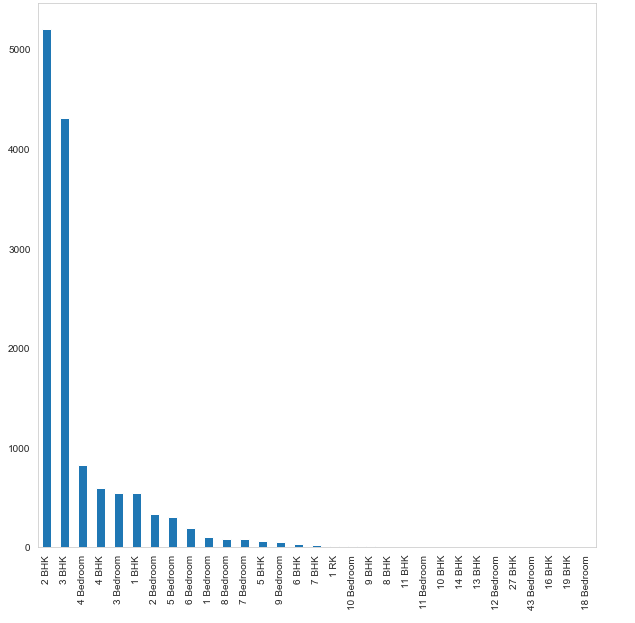 5000
4000
3000
2000
1000
0
2 BHK
3 BHK
4 Bedroom
4 BHK
3 Bedroom
1 BHK
2 Bedroom
5 Bedroom
6 Bedroom
1 Bedroom
8 Bedroom
7 Bedroom
5 BHK
9 Bedroom
6 BHK
7 BHK
1 RK
10 Bedroom
9 BHK
8 BHK
11 BHK
11 Bedroom
10 BHK
14 BHK
13 BHK
12 Bedroom
27 BHK
43 Bedroom
16 BHK
19 BHK
18 Bedroom